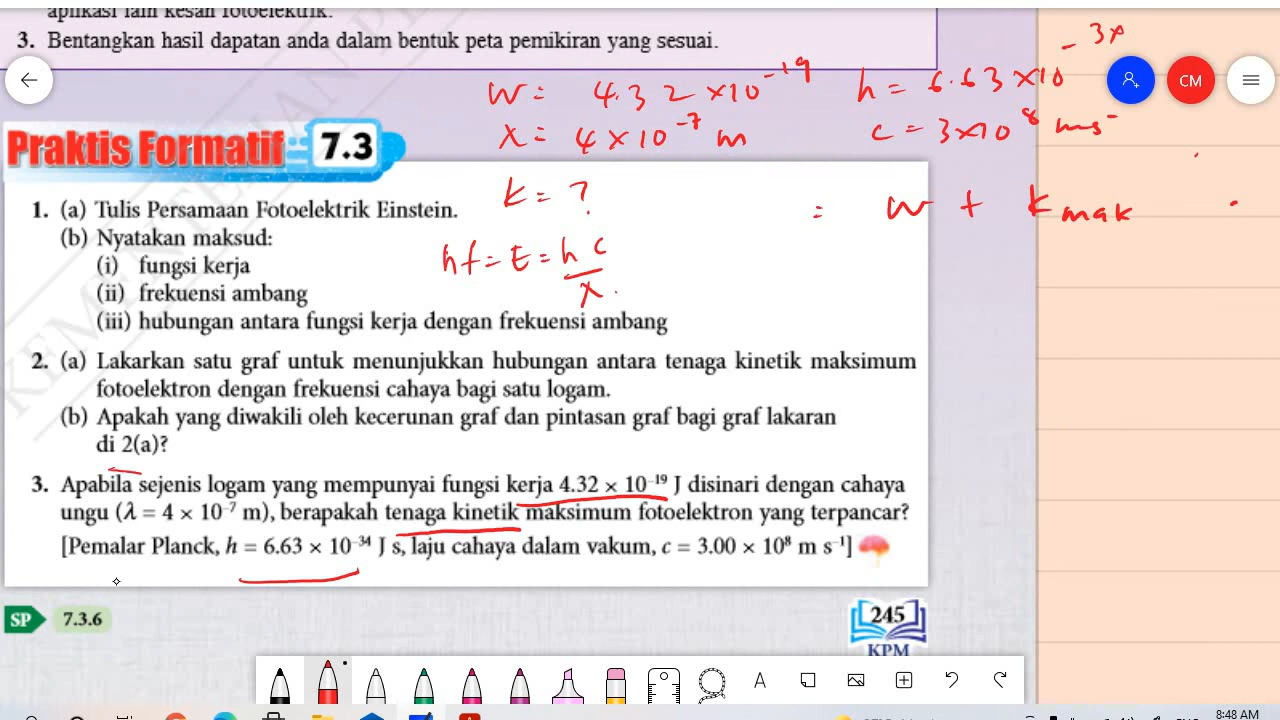 aplikasi lain kesan fotoelektrik.
3. Bentangkan hasil dapatan anda dalam bentuk peta pemikiran yang sesuai.
W = 4.32 × 10⁻¹⁹
h = 6.63 × 10⁻³⁴
λ = 4 × 10⁻⁷ m
c = 3 × 10⁸ ms⁻
CM
Praktis Formatif 7.3
k = ?
= W + k mak
hf = E = hc/λ
1. (a) Tulis Persamaan Fotoelektrik Einstein.
(b) Nyatakan maksud:
(i) fungsi kerja
(ii) frekuensi ambang
(iii) hubungan antara fungsi kerja dengan frekuensi ambang
2. (a) Lakarkan satu graf untuk menunjukkan hubungan antara tenaga kinetik maksimum
fotoelektron dengan frekuensi cahaya bagi satu logam.
(b) Apakah yang diwakili oleh kecerunan graf dan pintasan graf bagi graf lakaran
di 2(a)?
3. Apabila sejenis logam yang mempunyai fungsi kerja 4.32 × 10⁻¹⁹ J disinari dengan cahaya
ungu (λ = 4 × 10⁻⁷ m), berapakah tenaga kinetik maksimum fotoelektron yang terpancar?
[Pemalar Planck, h = 6.63 × 10⁻³⁴ J s, laju cahaya dalam vakum, c = 3.00 × 10⁸ m s⁻¹]
SP 7.3.6
245
KPM
A
8:48 AM